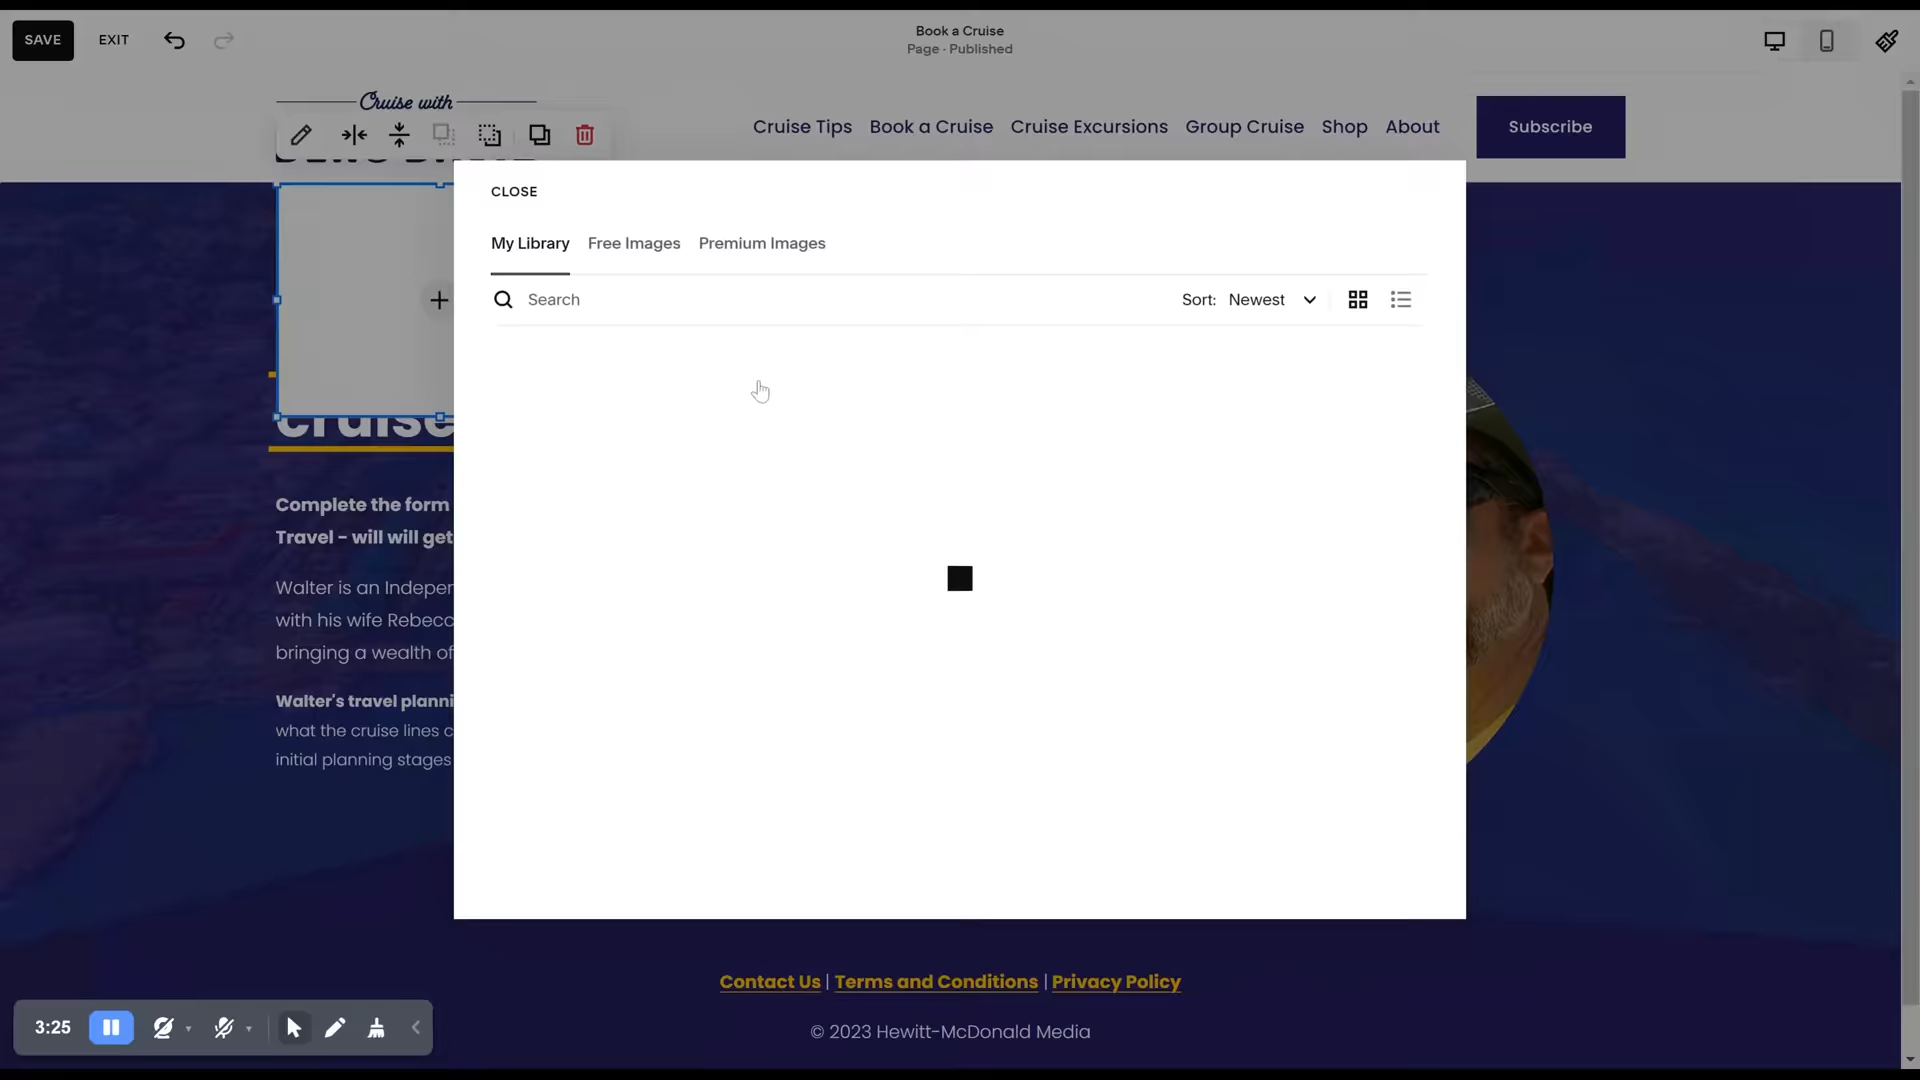 SAVE
EXIT
Book a Cruise
Page · Published
Cruise with
Cruise Tips
Book a Cruise
Cruise Excursions
Group Cruise
Shop
About
Subscribe
CLOSE
My Library
Free Images
Premium Images
Search
Sort: Newest
cruise
Complete the form
Travel - will will get
Walter is an Indepen
with his wife Rebecc
bringing a wealth of
Walter's travel planni
what the cruise lines c
initial planning stages
Contact Us | Terms and Conditions | Privacy Policy
© 2023 Hewitt-McDonald Media
3:25